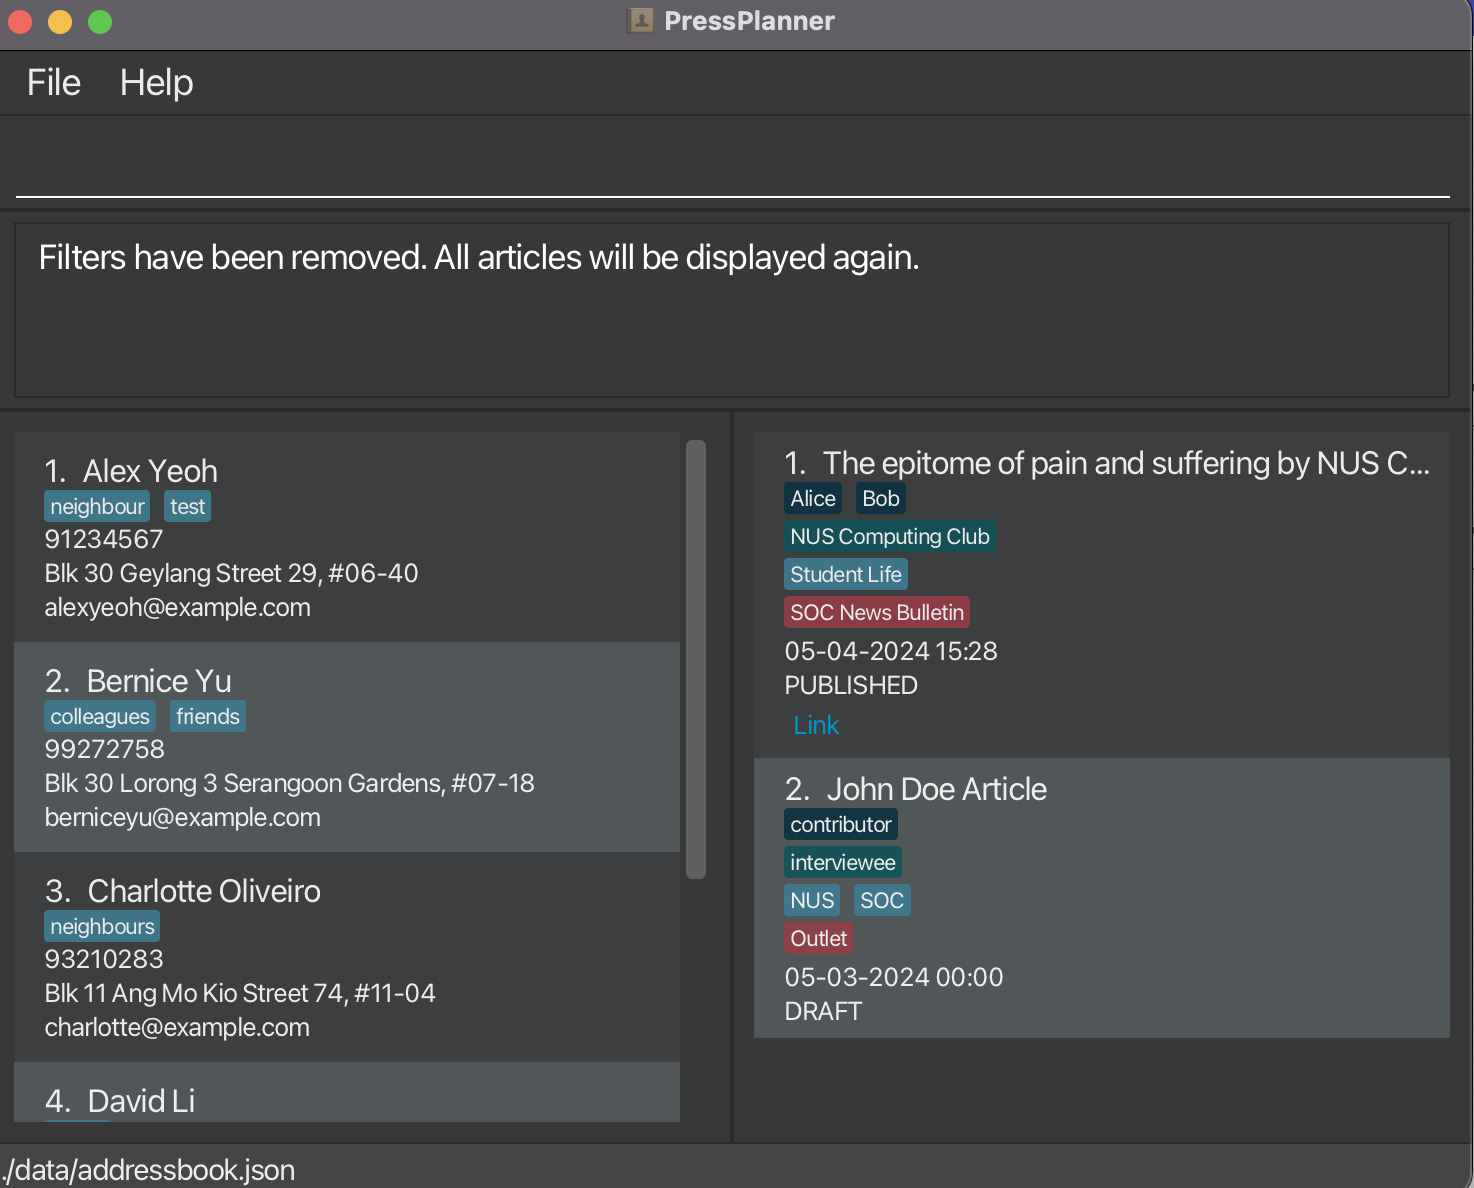 PressPlanner
File Help
Filters have been removed. All articles will be displayed again.
1. Alex Yeoh
neighbour test
91234567
Blk 30 Geylang Street 29, #06-40
alexyeoh@example.com
2. Bernice Yu
colleagues friends
99272758
Blk 30 Lorong 3 Serangoon Gardens, #07-18
berniceyu@example.com
3. Charlotte Oliveiro
neighbours
93210283
Blk 11 Ang Mo Kio Street 74, #11-04
charlotte@example.com
4. David Li
1. The epitome of pain and suffering by NUS C...
Alice Bob
NUS Computing Club
Student Life
SOC News Bulletin
05-04-2024 15:28
PUBLISHED
Link
2. John Doe Article
contributor
interviewee
NUS SOC
Outlet
05-03-2024 00:00
DRAFT
./data/addressbook.json